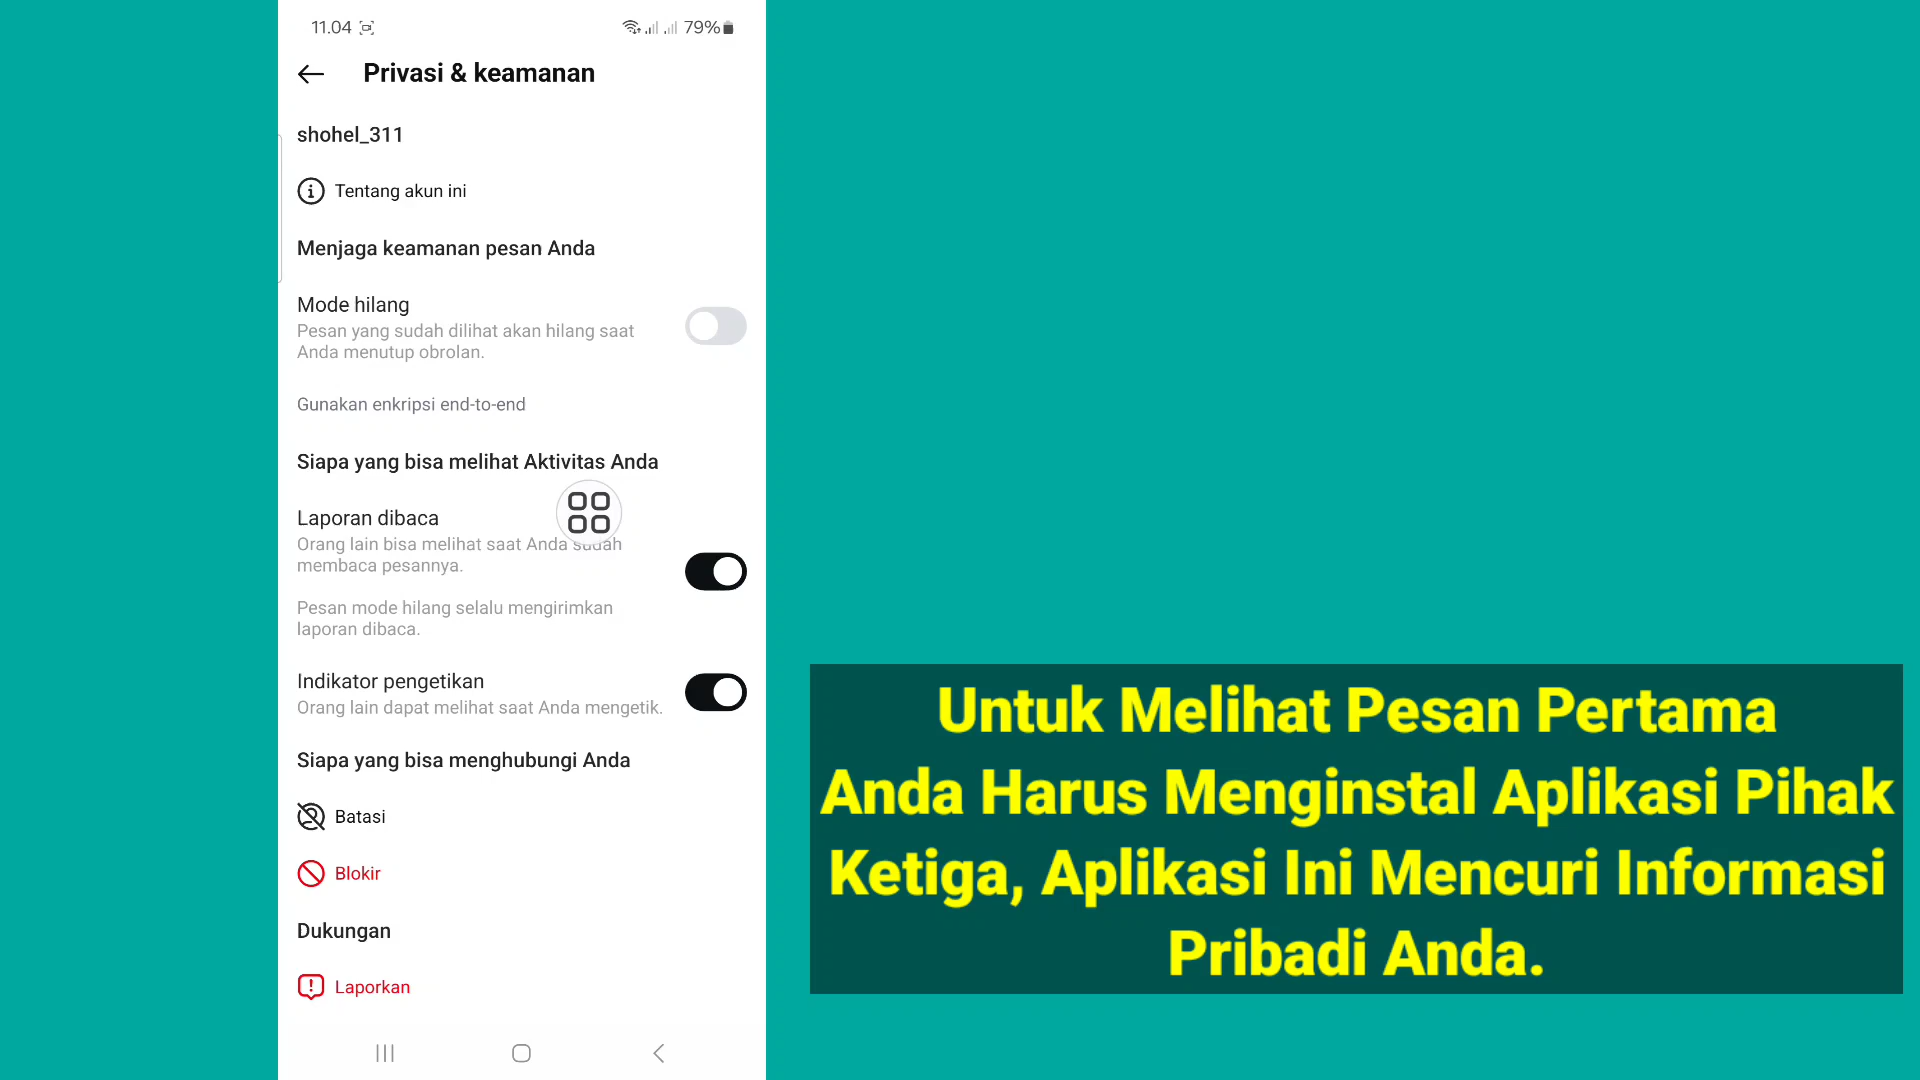 11.04
79%
Privasi & keamanan
shohel_311
Tentang akun ini
Menjaga keamanan pesan Anda
Mode hilang
Pesan yang sudah dilihat akan hilang saat
Anda menutup obrolan.
Gunakan enkripsi end-to-end
Siapa yang bisa melihat Aktivitas Anda
Laporan dibaca
Orang lain bisa melihat saat Anda sudah
membaca pesannya.
Pesan mode hilang selalu mengirimkan
laporan dibaca.
Indikator pengetikan
Orang lain dapat melihat saat Anda mengetik.
Siapa yang bisa menghubungi Anda
Batasi
Blokir
Dukungan
Laporkan
Untuk Melihat Pesan Pertama
Anda Harus Menginstal Aplikasi Pihak
Ketiga, Aplikasi Ini Mencuri Informasi
Pribadi Anda.